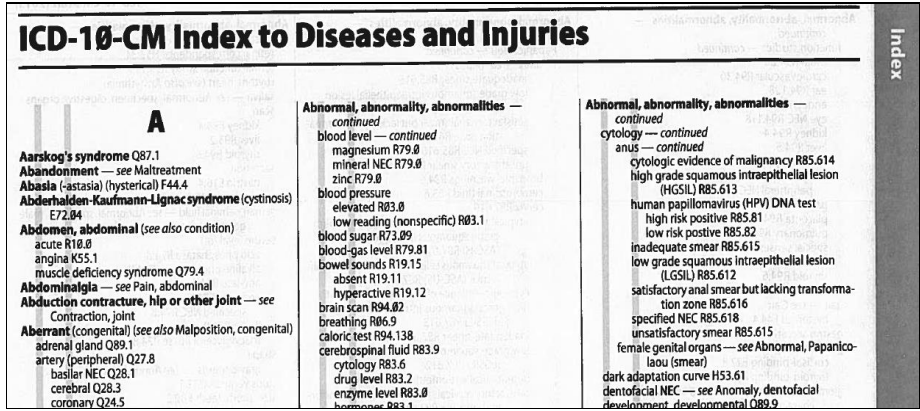 ICD-10-CM Index to Diseases and Injuries
Index
A
Aarskog's syndrome Q87.1
Abandonment — see Maltreatment
Abasia (-astasia) (hysterical) F44.4
Abderhalden-Kaufmann-Lignac syndrome (cystinosis)
E72.04
Abdomen, abdominal (see also condition)
acute R10.0
angina K55.1
muscle deficiency syndrome Q79.4
Abdominalgia — see Pain, abdominal
Abduction contracture, hip or other joint — see
Contraction, joint
Aberrant (congenital) (see also Malposition, congenital)
adrenal gland Q89.1
artery (peripheral) Q27.8
basilar NEC Q28.1
cerebral Q28.3
coronary Q24.5
Abnormal, abnormality, abnormalities —
continued
blood level — continued
magnesium R79.0
mineral NEC R79.0
zinc R79.0
blood pressure
elevated R03.0
low reading (nonspecific) R03.1
blood sugar R73.09
blood-gas level R79.81
bowel sounds R19.15
absent R19.11
hyperactive R19.12
brain scan R94.02
breathing R06.9
caloric test R94.138
cerebrospinal fluid R83.9
cytology R83.6
drug level R83.2
enzyme level R83.0
hormones R83.1
Abnormal, abnormality, abnormalities —
continued
cytology — continued
anus — continued
cytologic evidence of malignancy R85.614
high grade squamous intraepithelial lesion
(HGSIL) R85.613
human papillomavirus (HPV) DNA test
high risk positive R85.81
low risk postive R85.82
inadequate smear R85.615
low grade squamous intraepithelial lesion
(LGSIL) R85.612
satisfactory anal smear but lacking transforma-
tion zone R85.616
specified NEC R85.618
unsatisfactory smear R85.615
female genital organs — see Abnormal, Papanico-
laou (smear)
dark adaptation curve H53.61
dentofacial NEC — see Anomaly, dentofacial
development, developmental Q89.9